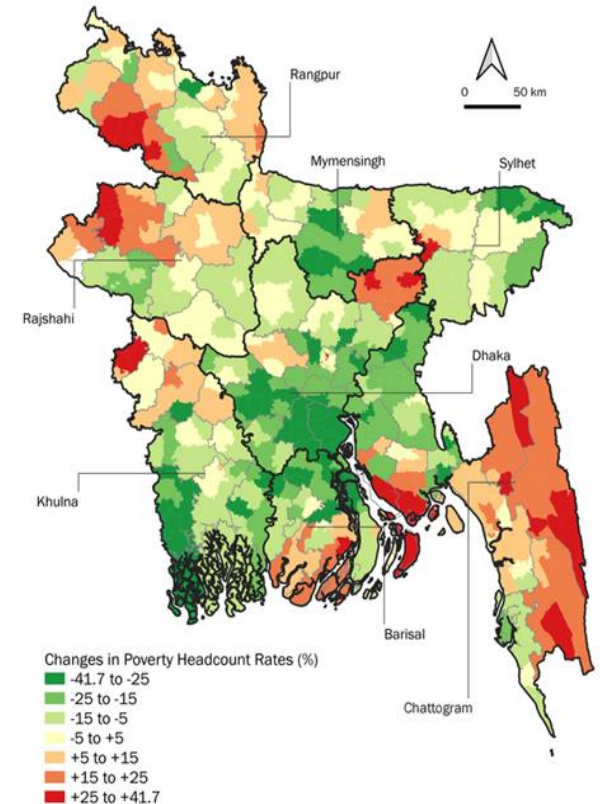 Rangpur
0 50 km
Mymensingh
Sylhet
Rajshahi
Dhaka
Khulna
Barisal
Chattogram
Changes in Poverty Headcount Rates (%)
-41.7 to -25
-25 to -15
-15 to -5
-5 to +5
+5 to +15
+15 to +25
+25 to +41.7